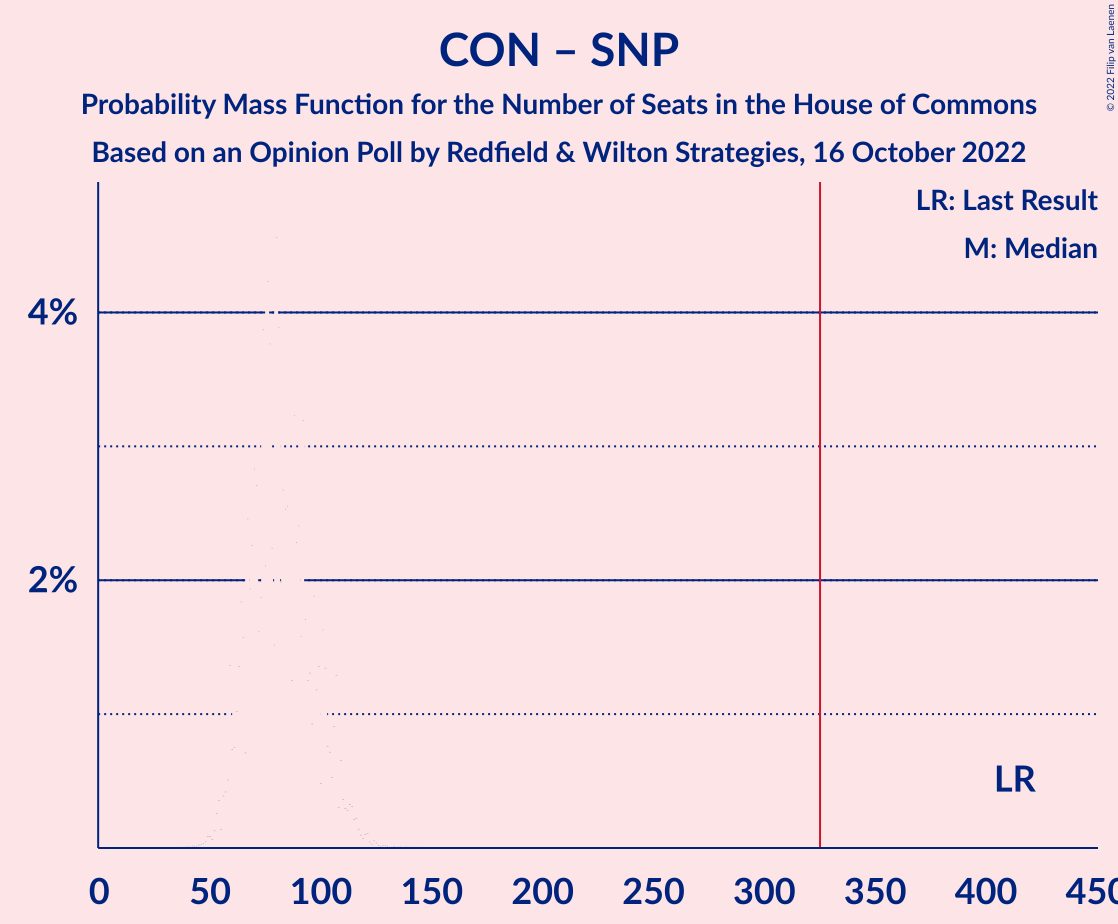 CON – SNP
Probability Mass Function for the Number of Seats in the House of Commons
Based on an Opinion Poll by Redfield & Wilton Strategies, 16 October 2022
© 2022 Filip van Laenen
LR: Last Result
M: Median
4%
2%
LR
0 50 100 150 200 250 300 350 400 450